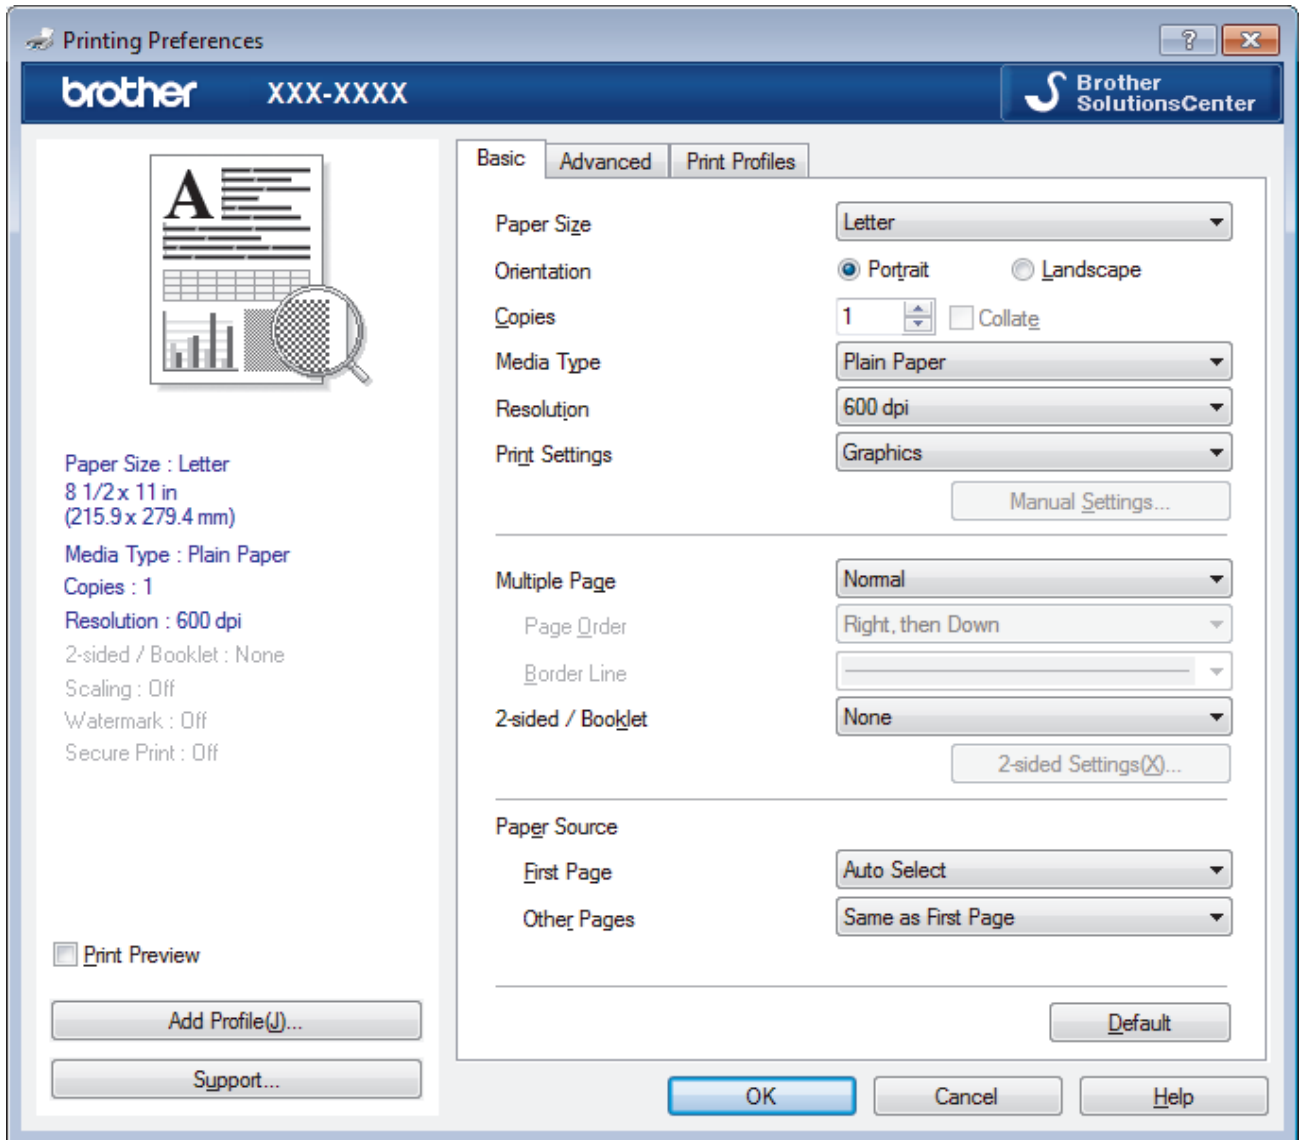 Printing Preferences
brother XXX-XXXX
Brother
SolutionsCenter
A
Paper Size : Letter
8 1/2 x 11 in
(215.9 x 279.4 mm)
Media Type : Plain Paper
Copies : 1
Resolution : 600 dpi
2-sided / Booklet : None
Scaling : Off
Watermark : Off
Secure Print : Off
Print Preview
Add Profile(J)...
Support...
Basic Advanced Print Profiles
Paper Size Letter
Orientation Portrait Landscape
Copies 1 Collate
Media Type Plain Paper
Resolution 600 dpi
Print Settings Graphics
Manual Settings...
Multiple Page Normal
Page Order Right, then Down
Border Line
2-sided / Booklet None
2-sided Settings(X)...
Paper Source
First Page Auto Select
Other Pages Same as First Page
Default
OK Cancel Help